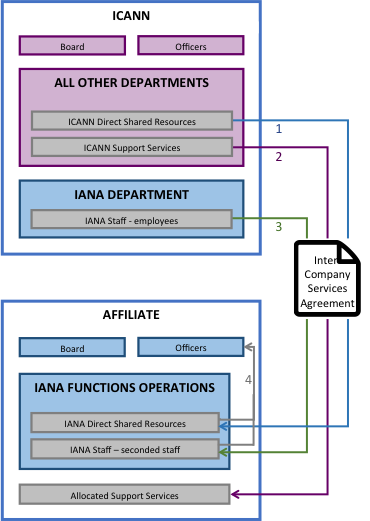 ICANN
Board
Officers
ALL OTHER DEPARTMENTS
ICANN Direct Shared Resources
1
ICANN Support Services
2
IANA DEPARTMENT
IANA Staff - employees
3
Inter
Company
Services
Agreement
AFFILIATE
Board
Officers
4
IANA FUNCTIONS OPERATIONS
IANA Direct Shared Resources
IANA Staff – seconded staff
Allocated Support Services